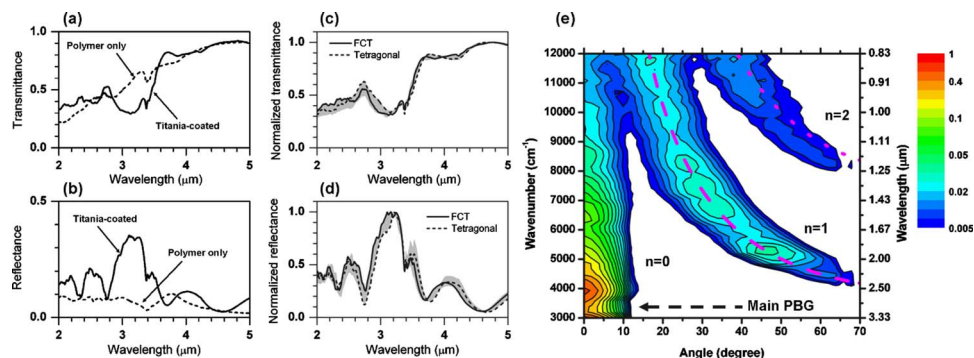 (a)
1.0
0.5
0.0
Transmittance
Polymer only
Titania-coated
2 3 4 5
Wavelength (μm)
(b)
0.5
0.0
Reflectance
Titania-coated
Polymer only
2 3 4 5
Wavelength (μm)
(c)
1.0
0.5
0.0
Normalized transmittance
FCT
Tetragonal
2 3 4 5
Wavelength (μm)
(d)
1.0
0.5
0.0
Normalized reflectance
FCT
Tetragonal
2 3 4 5
Wavelength (μm)
(e)
12000
11000
10000
9000
8000
7000
6000
5000
4000
3000
Wavenumber (cm⁻¹)
n=0
n=1
n=2
Main PBG
0 10 20 30 40 50 60 70
Angle (degree)
0.83
0.91
1.00
1.11
1.25
1.43
1.67
2.00
2.50
3.33
Wavelength (μm)
1
0.4
0.1
0.05
0.02
0.005